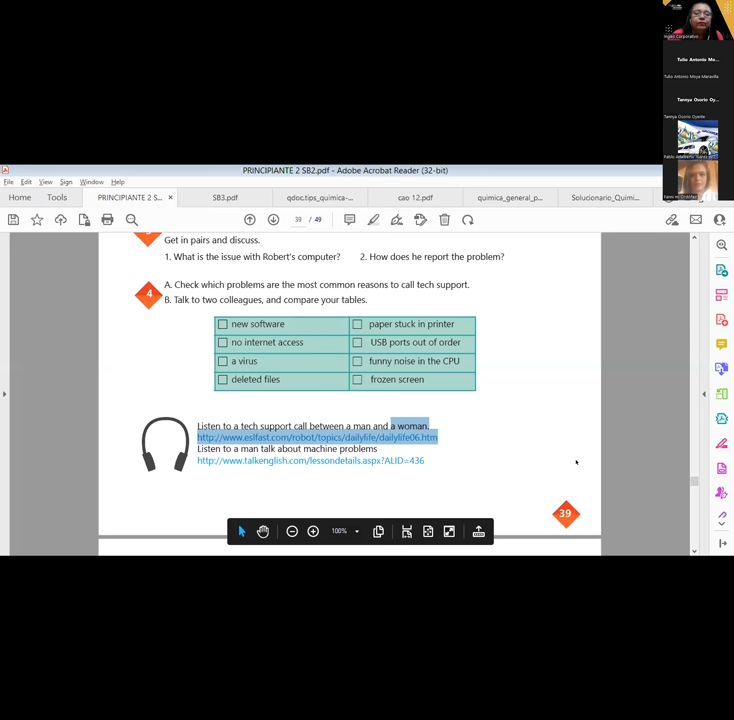 Inglés Corporativo
Tulio Antonio Mo...
Tulio Antonio Moya Maravilla
Tannya Osorio Oy...
Tannya Osorio Oyente
PRINCIPIANTE 2 SB2.pdf - Adobe Acrobat Reader (32-bit)
File Edit View Sign Window Help
Home Tools PRINCIPIANTE 2 S... × SB3.pdf qdoc.tips_quimica-... cao 12.pdf quimica_general_p... Solucionario_Quimi...
39 / 49
Get in pairs and discuss.
1. What is the issue with Robert's computer? 2. How does he report the problem?
4
A. Check which problems are the most common reasons to call tech support.
B. Talk to two colleagues, and compare your tables.
new software paper stuck in printer
no internet access USB ports out of order
a virus funny noise in the CPU
deleted files frozen screen
Listen to a tech support call between a man and a woman.
http://www.eslfast.com/robot/topics/dailylife/dailylife06.htm
Listen to a man talk about machine problems
http://www.talkenglish.com/lessondetails.aspx?ALID=436
39
100%